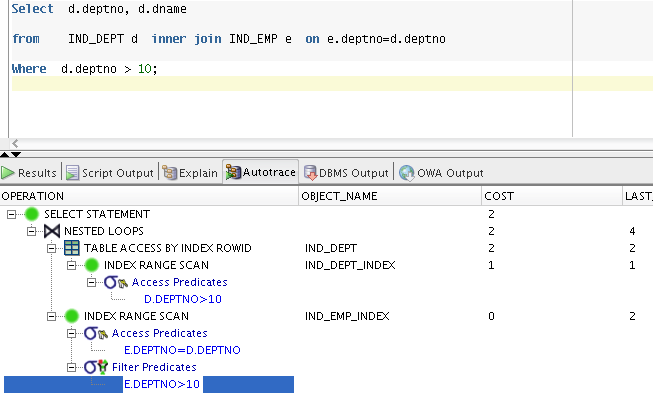 Select d.deptno, d.dname
from IND_DEPT d inner join IND_EMP e on e.deptno=d.deptno
Where d.deptno > 10;
Results Script Output Explain Autotrace DBMS Output OWA Output
OPERATION OBJECT_NAME COST LAST_
SELECT STATEMENT 2
NESTED LOOPS 2 4
TABLE ACCESS BY INDEX ROWID IND_DEPT 2 2
INDEX RANGE SCAN IND_DEPT_INDEX 1 1
Access Predicates
D.DEPTNO>10
INDEX RANGE SCAN IND_EMP_INDEX 0 2
Access Predicates
E.DEPTNO=D.DEPTNO
Filter Predicates
E.DEPTNO>10